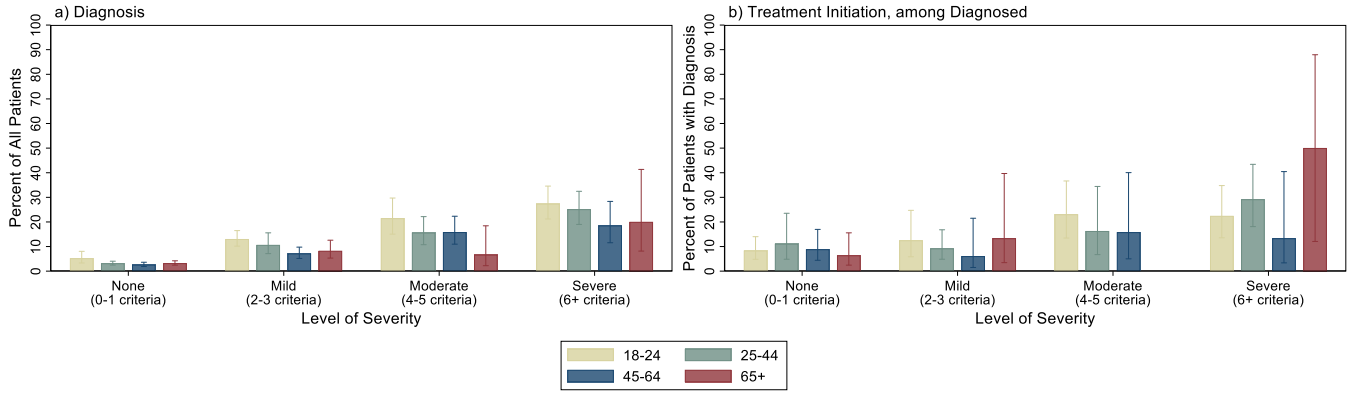 a) Diagnosis
Percent of All Patients
0 10 20 30 40 50 60 70 80 90 100
None
(0-1 criteria)
Mild
(2-3 criteria)
Moderate
(4-5 criteria)
Severe
(6+ criteria)
Level of Severity
b) Treatment Initiation, among Diagnosed
Percent of Patients with Diagnosis
0 10 20 30 40 50 60 70 80 90 100
None
(0-1 criteria)
Mild
(2-3 criteria)
Moderate
(4-5 criteria)
Severe
(6+ criteria)
Level of Severity
18-24 25-44
45-64 65+